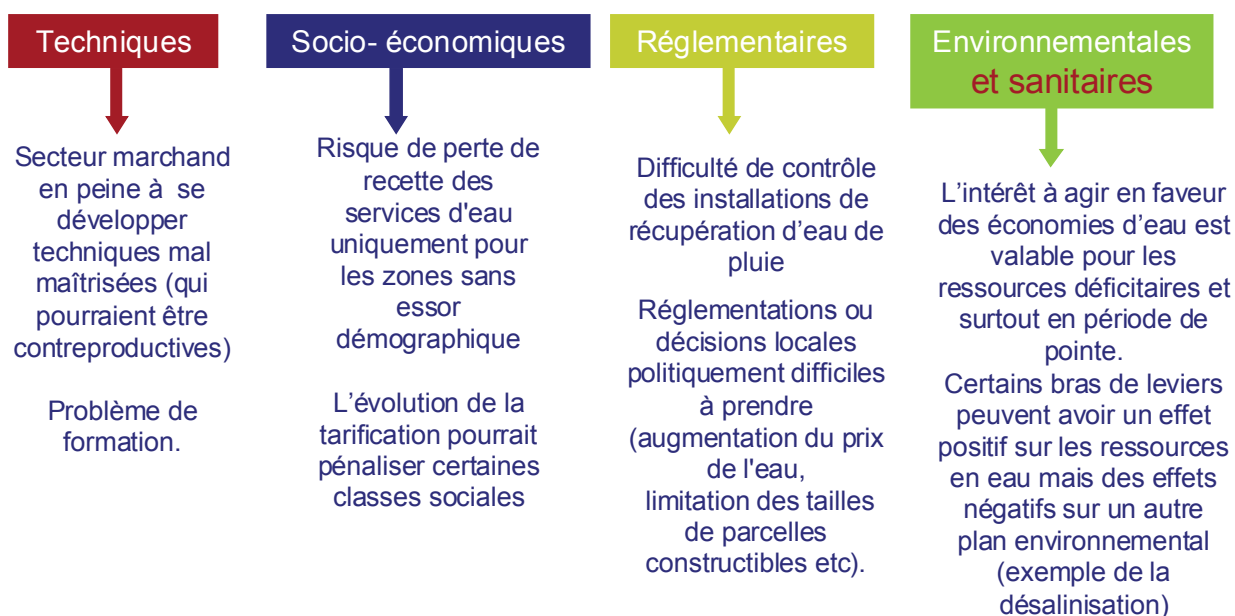 Techniques
Secteur marchand
en peine à se
développer
techniques mal
maîtrisées (qui
pourraient être
contreproductives)
Problème de
formation.
Socio- économiques
Risque de perte de
recette des
services d'eau
uniquement pour
les zones sans
essor
démographique
L'évolution de la
tarification pourrait
pénaliser certaines
classes sociales
Réglementaires
Difficulté de contrôle
des installations de
récupération d'eau de
pluie
Réglementations ou
décisions locales
politiquement difficiles
à prendre
(augmentation du prix
de l'eau,
limitation des tailles
de parcelles
constructibles etc).
Environnementales
et sanitaires
L'intérêt à agir en faveur
des économies d'eau est
valable pour les
ressources déficitaires et
surtout en période de
pointe.
Certains bras de leviers
peuvent avoir un effet
positif sur les ressources
en eau mais des effets
négatifs sur un autre
plan environnemental
(exemple de la
désalinisation)